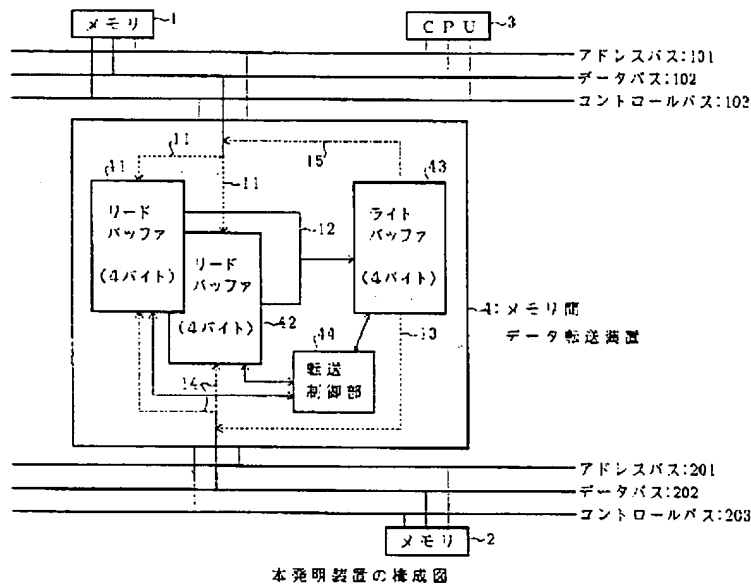 メモリ 1
CPU 3
アドレスバス:101
データバス:102
コントロールバス:103
11
41
11
15
43
リード
バッファ
(4バイト)
12
ライト
バッファ
(4バイト)
リード
バッファ
(4バイト)
42
4:メモリ間
データ転送装置
13
44
転送
制御部
14
アドレスバス:201
データバス:202
コントロールバス:203
メモリ 2
本発明装置の構成図